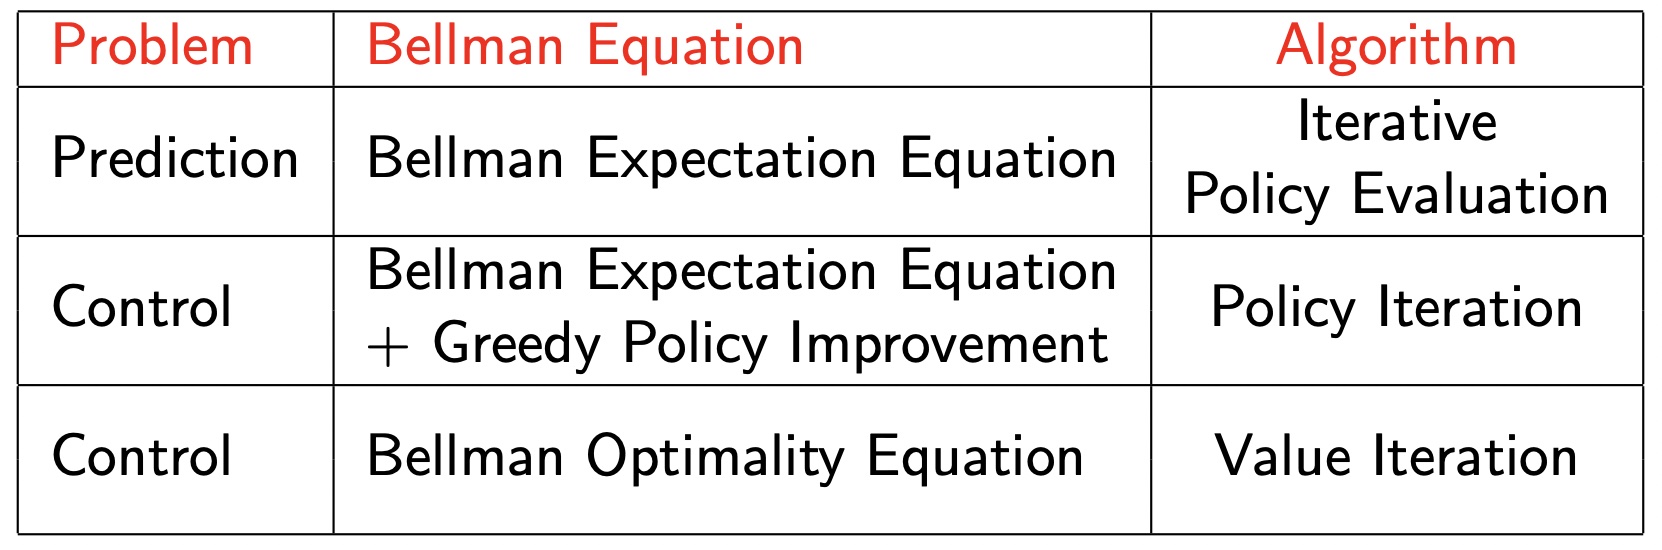 Problem
Bellman Equation
Algorithm
Prediction
Bellman Expectation Equation
Iterative
Policy Evaluation
Control
Bellman Expectation Equation
+ Greedy Policy Improvement
Policy Iteration
Control
Bellman Optimality Equation
Value Iteration